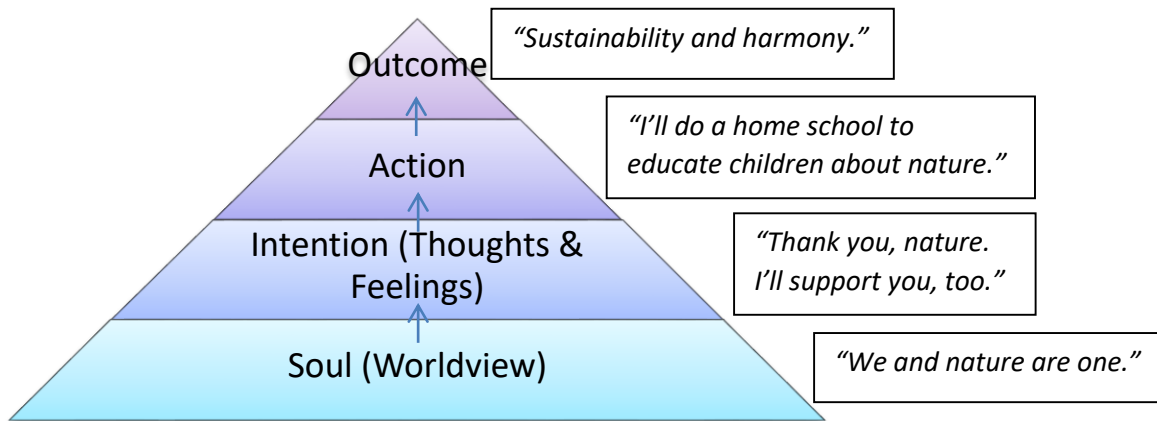 Outcome
“Sustainability and harmony.”
Action
“I’ll do a home school to
educate children about nature.”
Intention (Thoughts &
Feelings)
“Thank you, nature.
I’ll support you, too.”
Soul (Worldview)
“We and nature are one.”